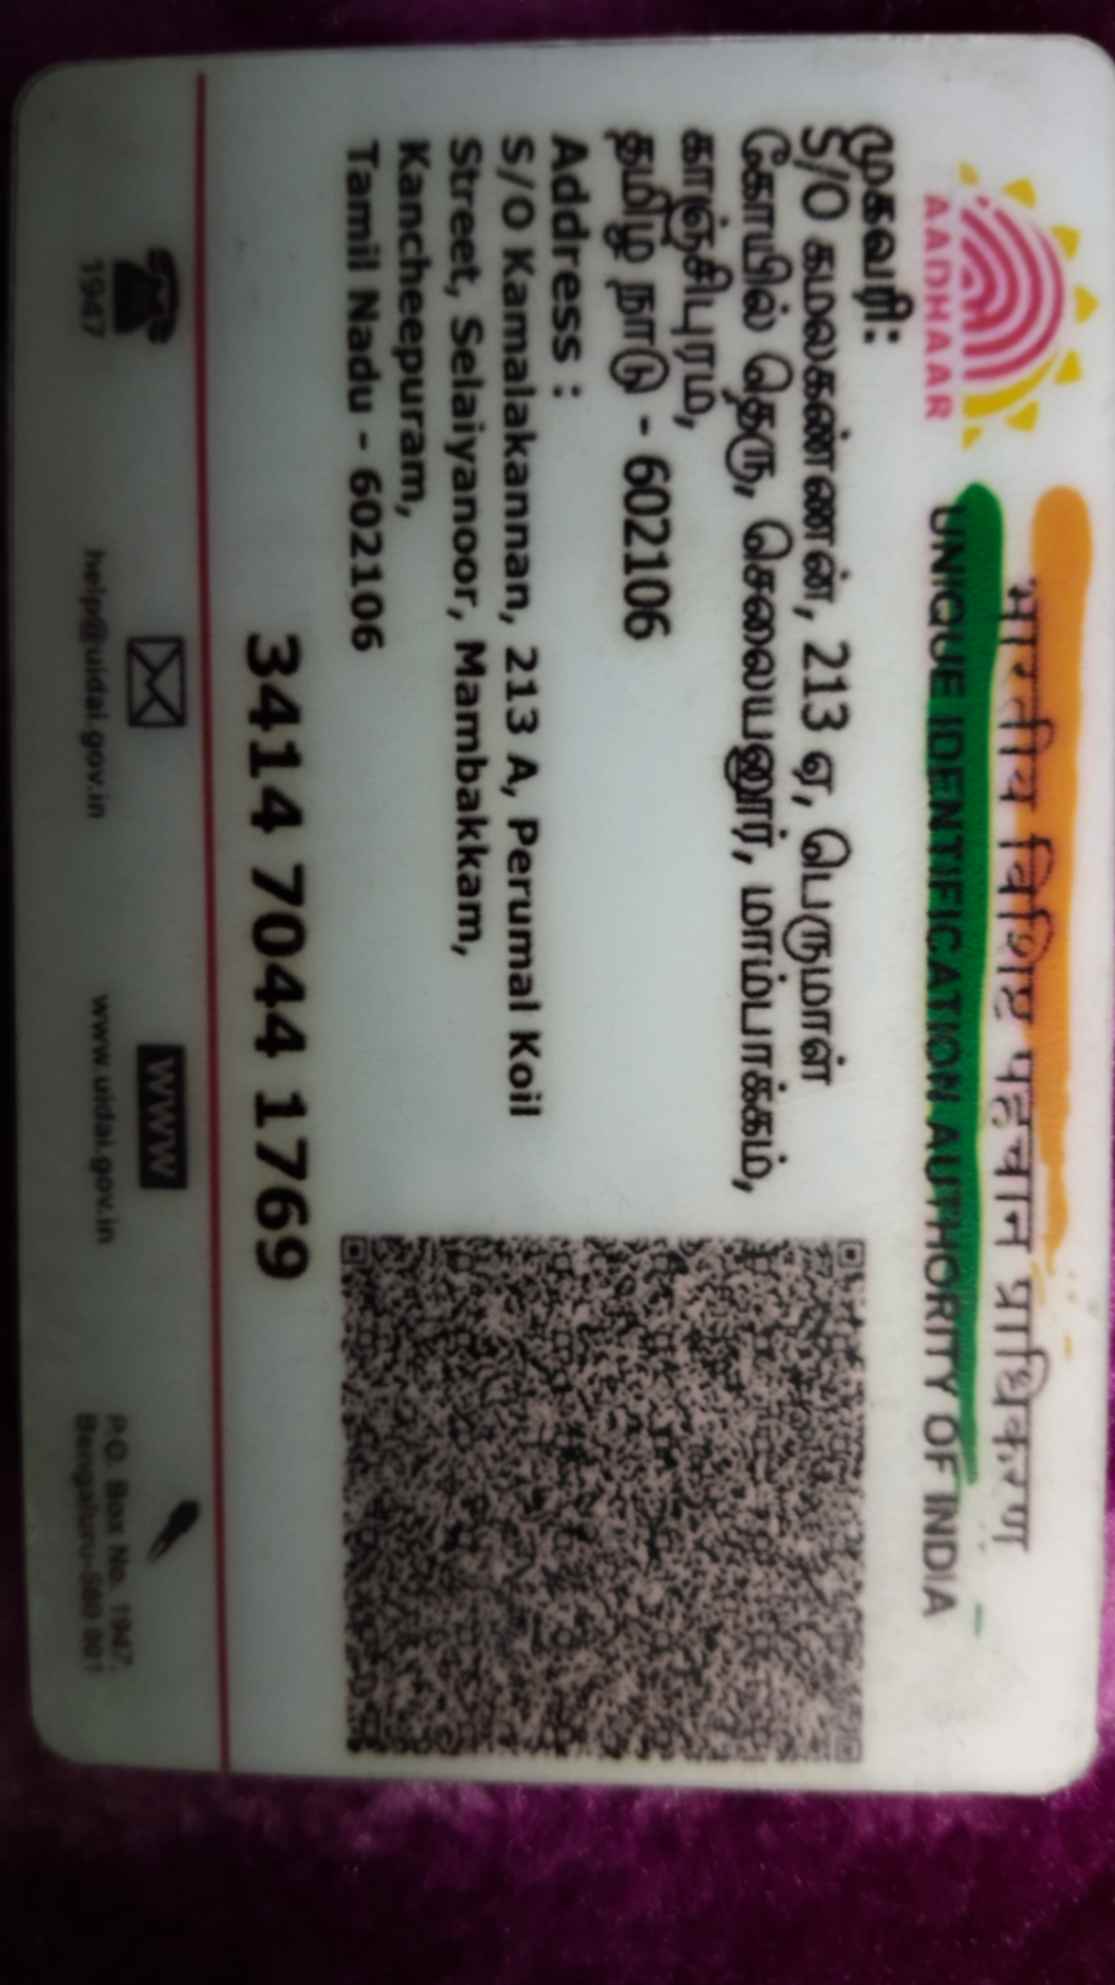 भारतीय विशिष्ट पहचान प्राधिकरण
UNIQUE IDENTIFICATION AUTHORITY OF INDIA
AADHAAR
முகவரி:
S/O கமலகண்ணன், 213 ஏ, பெருமாள்
கோயில் தெரு, செலையனூர், மாம்பாக்கம்,
காஞ்சிபுரம்,
தமிழ் நாடு - 602106
Address :
S/O Kamalakannan, 213 A, Perumal Koil
Street, Selaiyanoor, Mambakkam,
Kancheepuram,
Tamil Nadu - 602106
3414 7044 1769
1947
help@uidai.gov.in
WWW
www.uidai.gov.in
P.O. Box No. 1947,
Bengaluru-560 001